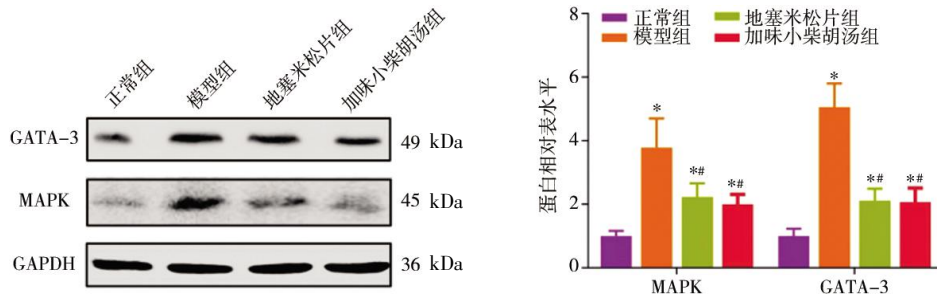 正常组
模型组
地塞米松片组
加味小柴胡汤组
GATA-3
49 kDa
MAPK
45 kDa
GAPDH
36 kDa
蛋白相对表水平
8
6
4
2
0
正常组
地塞米松片组
模型组
加味小柴胡汤组
*
*#
*#
*
*#
*#
MAPK
GATA-3